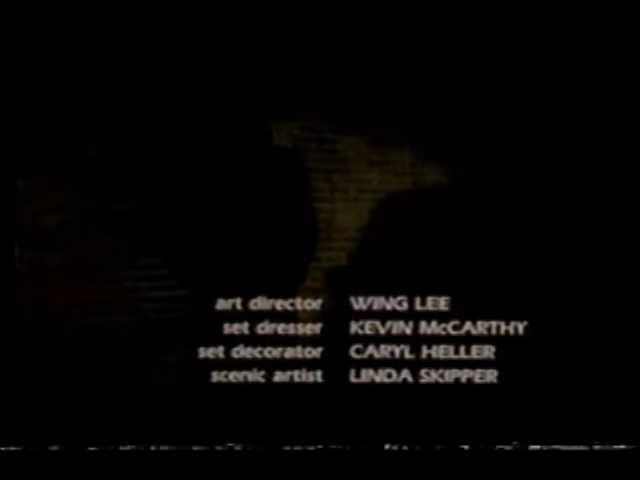 art director WING LEE
set dresser KEVIN McCARTHY
set decorator CARYL HELLER
scenic artist LINDA SKIPPER